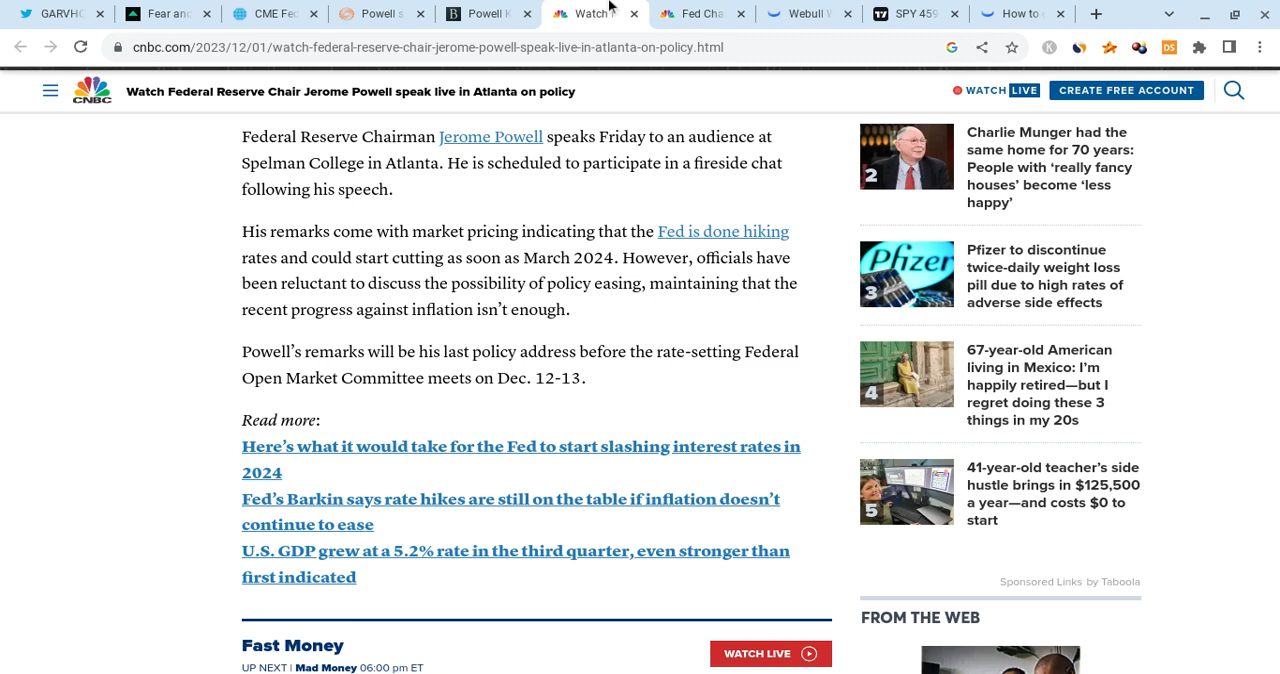 GARVHC
Fear and
CME Fed
Powell s
Powell K
Watch F
Fed Cha
Webull W
SPY 459
How to g
cnbc.com/2023/12/01/watch-federal-reserve-chair-jerome-powell-speak-live-in-atlanta-on-policy.html
CNBC
Watch Federal Reserve Chair Jerome Powell speak live in Atlanta on policy
WATCH LIVE
CREATE FREE ACCOUNT
Federal Reserve Chairman Jerome Powell speaks Friday to an audience at
Spelman College in Atlanta. He is scheduled to participate in a fireside chat
following his speech.
His remarks come with market pricing indicating that the Fed is done hiking
rates and could start cutting as soon as March 2024. However, officials have
been reluctant to discuss the possibility of policy easing, maintaining that the
recent progress against inflation isn’t enough.
Powell’s remarks will be his last policy address before the rate-setting Federal
Open Market Committee meets on Dec. 12-13.
Read more:
Here’s what it would take for the Fed to start slashing interest rates in
2024
Fed’s Barkin says rate hikes are still on the table if inflation doesn’t
continue to ease
U.S. GDP grew at a 5.2% rate in the third quarter, even stronger than
first indicated
Fast Money
UP NEXT | Mad Money 06:00 pm ET
WATCH LIVE
2
Charlie Munger had the
same home for 70 years:
People with ‘really fancy
houses’ become ‘less
happy’
Pfizer
3
Pfizer to discontinue
twice-daily weight loss
pill due to high rates of
adverse side effects
4
67-year-old American
living in Mexico: I’m
happily retired—but I
regret doing these 3
things in my 20s
5
41-year-old teacher’s side
hustle brings in $125,500
a year—and costs $0 to
start
Sponsored Links by Taboola
FROM THE WEB